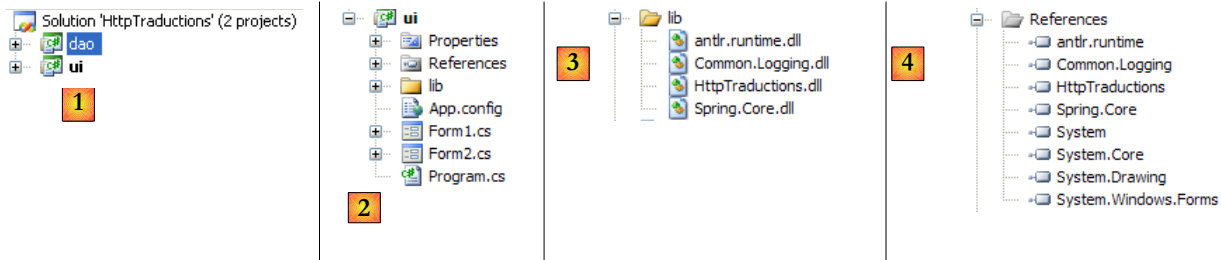 Solution 'HttpTraductions' (2 projects)
dao
ui
1
ui
Properties
References
lib
App.config
Form1.cs
Form2.cs
Program.cs
2
lib
antlr.runtime.dll
Common.Logging.dll
HttpTraductions.dll
Spring.Core.dll
3
References
antlr.runtime
Common.Logging
HttpTraductions
Spring.Core
System
System.Core
System.Drawing
System.Windows.Forms
4